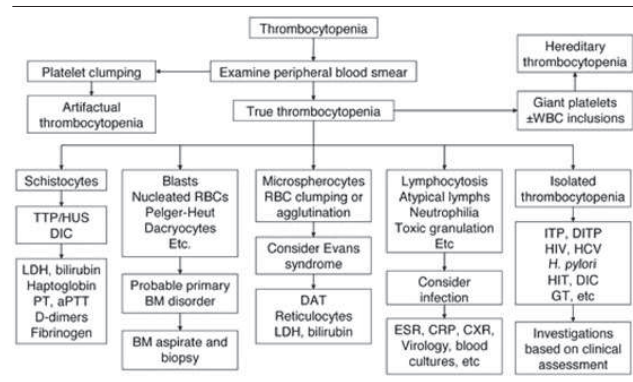 Thrombocytopenia
Hereditary
thrombocytopenia
Platelet clumping
Examine peripheral blood smear
Artifactual
thrombocytopenia
True thrombocytopenia
Giant platelets
±WBC inclusions
Schistocytes
TTP/HUS
DIC
LDH, bilirubin
Haptoglobin
PT, aPTT
D-dimers
Fibrinogen
Blasts
Nucleated RBCs
Pelger-Heut
Dacryocytes
Etc.
Probable primary
BM disorder
BM aspirate and
biopsy
Microspherocytes
RBC clumping or
agglutination
Consider Evans
syndrome
DAT
Reticulocytes
LDH, bilirubin
Lymphocytosis
Atypical lymphs
Neutrophilia
Toxic granulation
Etc
Consider
infection
ESR, CRP, CXR,
Virology, blood
cultures, etc
Isolated
thrombocytopenia
ITP, DITP
HIV, HCV
H. pylori
HIT, DIC
GT, etc
Investigations
based on clinical
assessment